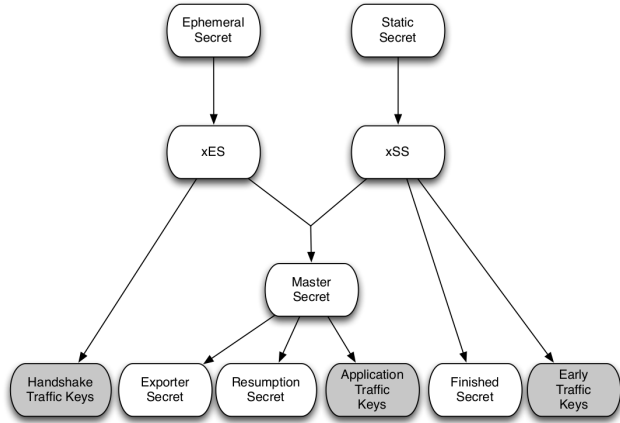 Ephemeral
Secret
Static
Secret
xES
xSS
Master
Secret
Handshake
Traffic Keys
Exporter
Secret
Resumption
Secret
Application
Traffic
Keys
Finished
Secret
Early
Traffic
Keys